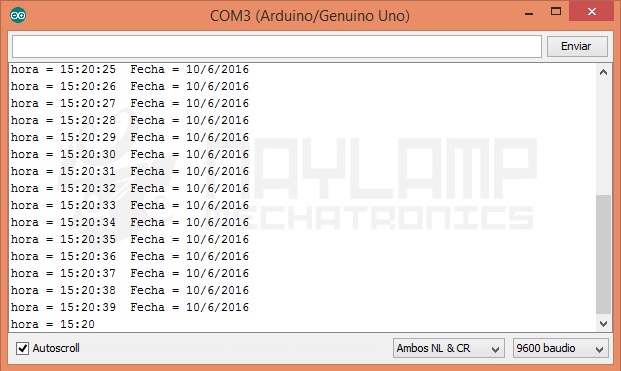 COM3 (Arduino/Genuino Uno)
Enviar
hora = 15:20:25  Fecha = 10/6/2016
hora = 15:20:26  Fecha = 10/6/2016
hora = 15:20:27  Fecha = 10/6/2016
hora = 15:20:28  Fecha = 10/6/2016
hora = 15:20:29  Fecha = 10/6/2016
hora = 15:20:30  Fecha = 10/6/2016
hora = 15:20:31  Fecha = 10/6/2016
hora = 15:20:32  Fecha = 10/6/2016
hora = 15:20:33  Fecha = 10/6/2016
hora = 15:20:34  Fecha = 10/6/2016
hora = 15:20:35  Fecha = 10/6/2016
hora = 15:20:36  Fecha = 10/6/2016
hora = 15:20:37  Fecha = 10/6/2016
hora = 15:20:38  Fecha = 10/6/2016
hora = 15:20:39  Fecha = 10/6/2016
hora = 15:20
NAYLAMP
MECHATRONICS
Autoscroll
Ambos NL & CR
9600 baudio